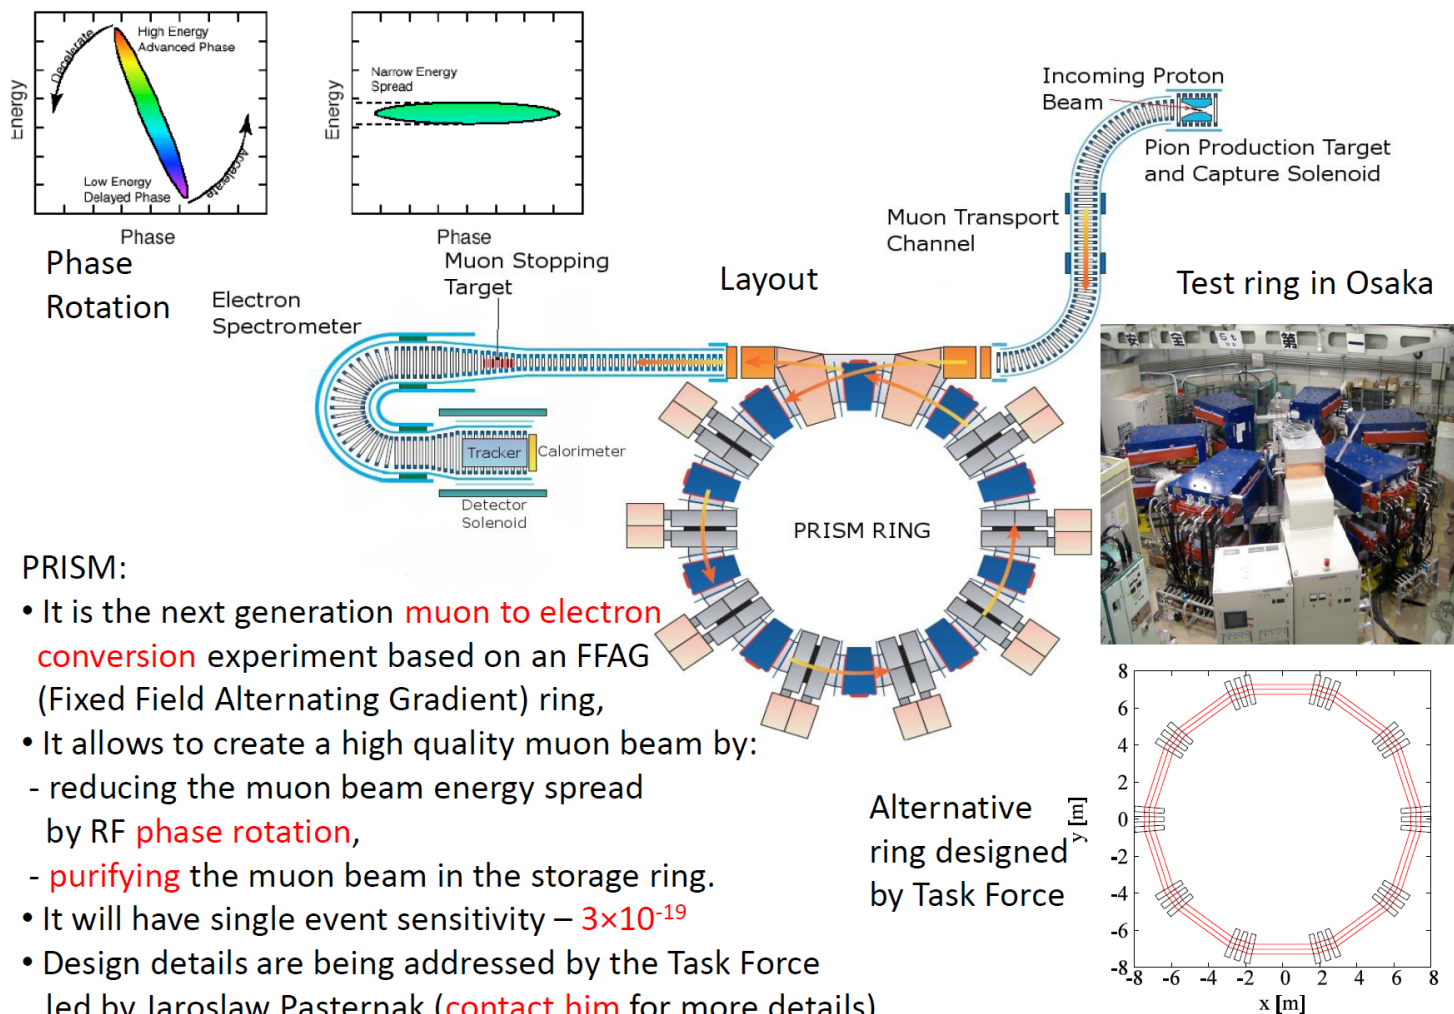 High Energy
Advanced Phase
Decelerate
Low Energy
Delayed Phase
Accelerate
Energy
Phase
Narrow Energy
Spread
Energy
Phase
Phase
Rotation
Incoming Proton
Beam
Pion Production Target
and Capture Solenoid
Muon Transport
Channel
Muon Stopping
Target
Layout
Electron
Spectrometer
Tracker
Calorimeter
Detector
Solenoid
PRISM RING
Test ring in Osaka
安 全 第
6t
PRISM:
• It is the next generation muon to electron
conversion experiment based on an FFAG
(Fixed Field Alternating Gradient) ring,
• It allows to create a high quality muon beam by:
- reducing the muon beam energy spread
by RF phase rotation,
- purifying the muon beam in the storage ring.
• It will have single event sensitivity – 3×10⁻¹⁹
• Design details are being addressed by the Task Force
led by Jaroslaw Pasternak (contact him for more details)
Alternative
ring designed
by Task Force
8
6
4
2
0
-2
-4
-6
-8
y [m]
-8 -6 -4 -2 0 2 4 6 8
x [m]